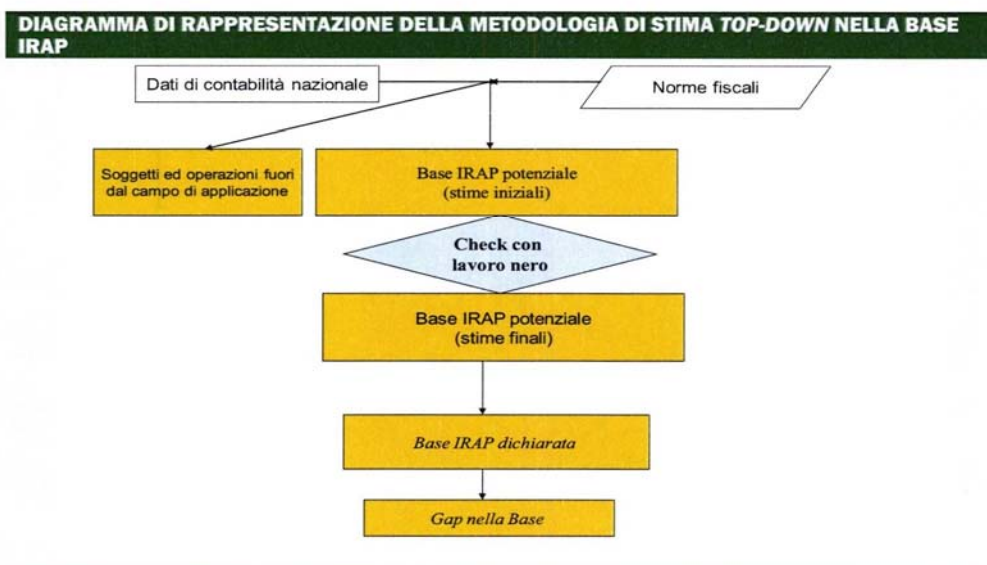 DIAGRAMMA DI RAPPRESENTAZIONE DELLA METODOLOGIA DI STIMA TOP-DOWN NELLA BASE
IRAP
Dati di contabilità nazionale
Norme fiscali
Soggetti ed operazioni fuori
dal campo di applicazione
Base IRAP potenziale
(stime iniziali)
Check con
lavoro nero
Base IRAP potenziale
(stime finali)
Base IRAP dichiarata
Gap nella Base